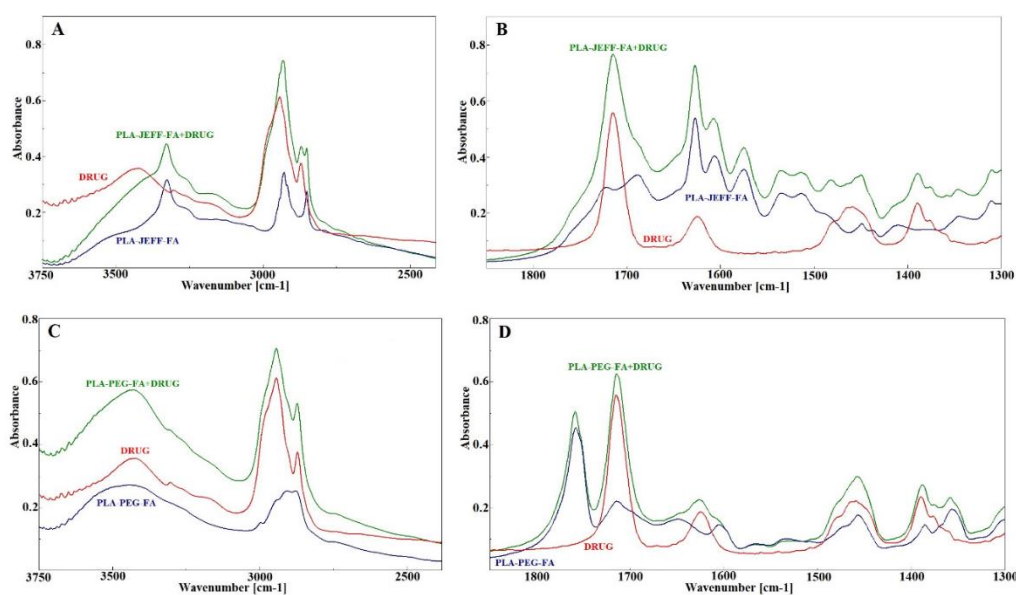 A
0.8
0.6
0.4
0.2
Absorbance
PLA-JEFF-FA+DRUG
DRUG
PLA-JEFF-FA
3750 3500 3000 2500
Wavenumber [cm-1]
B
0.8
0.6
0.4
0.2
Absorbance
PLA-JEFF-FA+DRUG
PLA-JEFF-FA
DRUG
1800 1700 1600 1500 1400 1300
Wavenumber [cm-1]
C
0.8
0.6
0.4
0.2
Absorbance
PLA-PEG-FA+DRUG
DRUG
PLA-PEG-FA
3750 3500 3000 2500
Wavenumber [cm-1]
D
0.8
0.6
0.4
0.2
Absorbance
PLA-PEG-FA+DRUG
DRUG
PLA-PEG-FA
1800 1700 1600 1500 1400 1300
Wavenumber [cm-1]